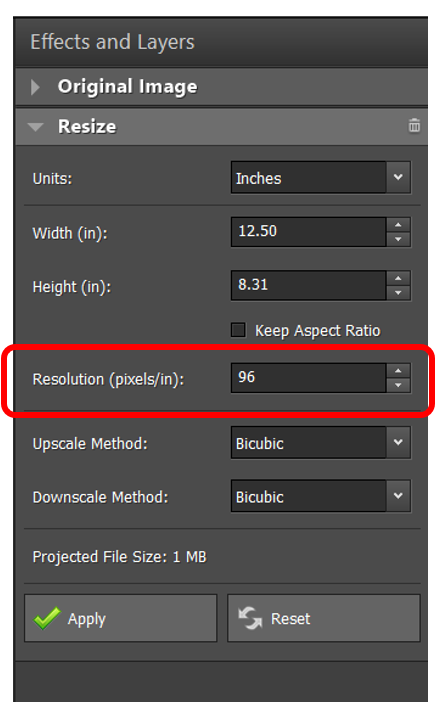 Effects and Layers
Original Image
Resize
Units: Inches
Width (in): 12.50
Height (in): 8.31
Keep Aspect Ratio
Resolution (pixels/in): 96
Upscale Method: Bicubic
Downscale Method: Bicubic
Projected File Size: 1 MB
Apply Reset